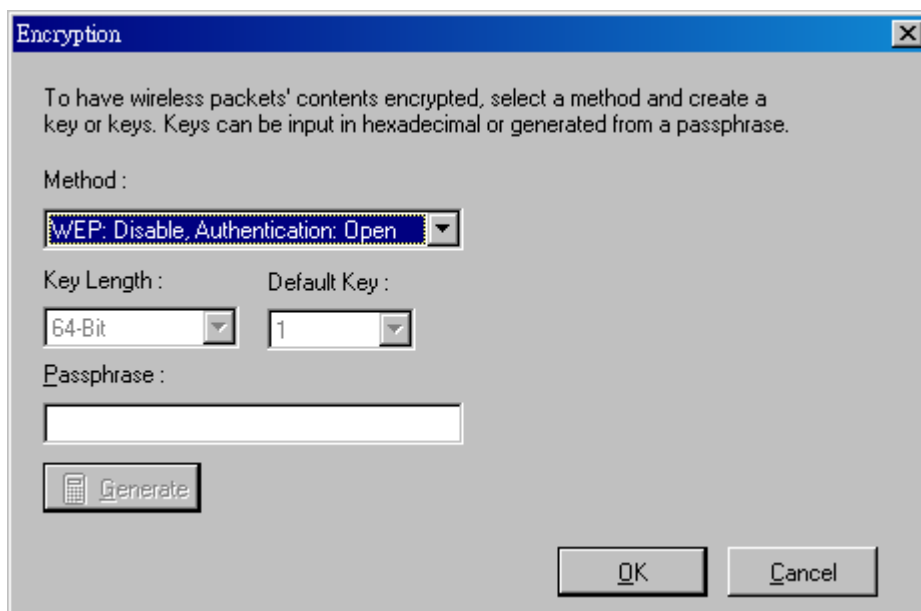 Encryption
To have wireless packets' contents encrypted, select a method and create a
key or keys. Keys can be input in hexadecimal or generated from a passphrase.
Method :
WEP: Disable, Authentication: Open
Key Length :
Default Key :
64-Bit
1
Passphrase :
Generate
OK
Cancel